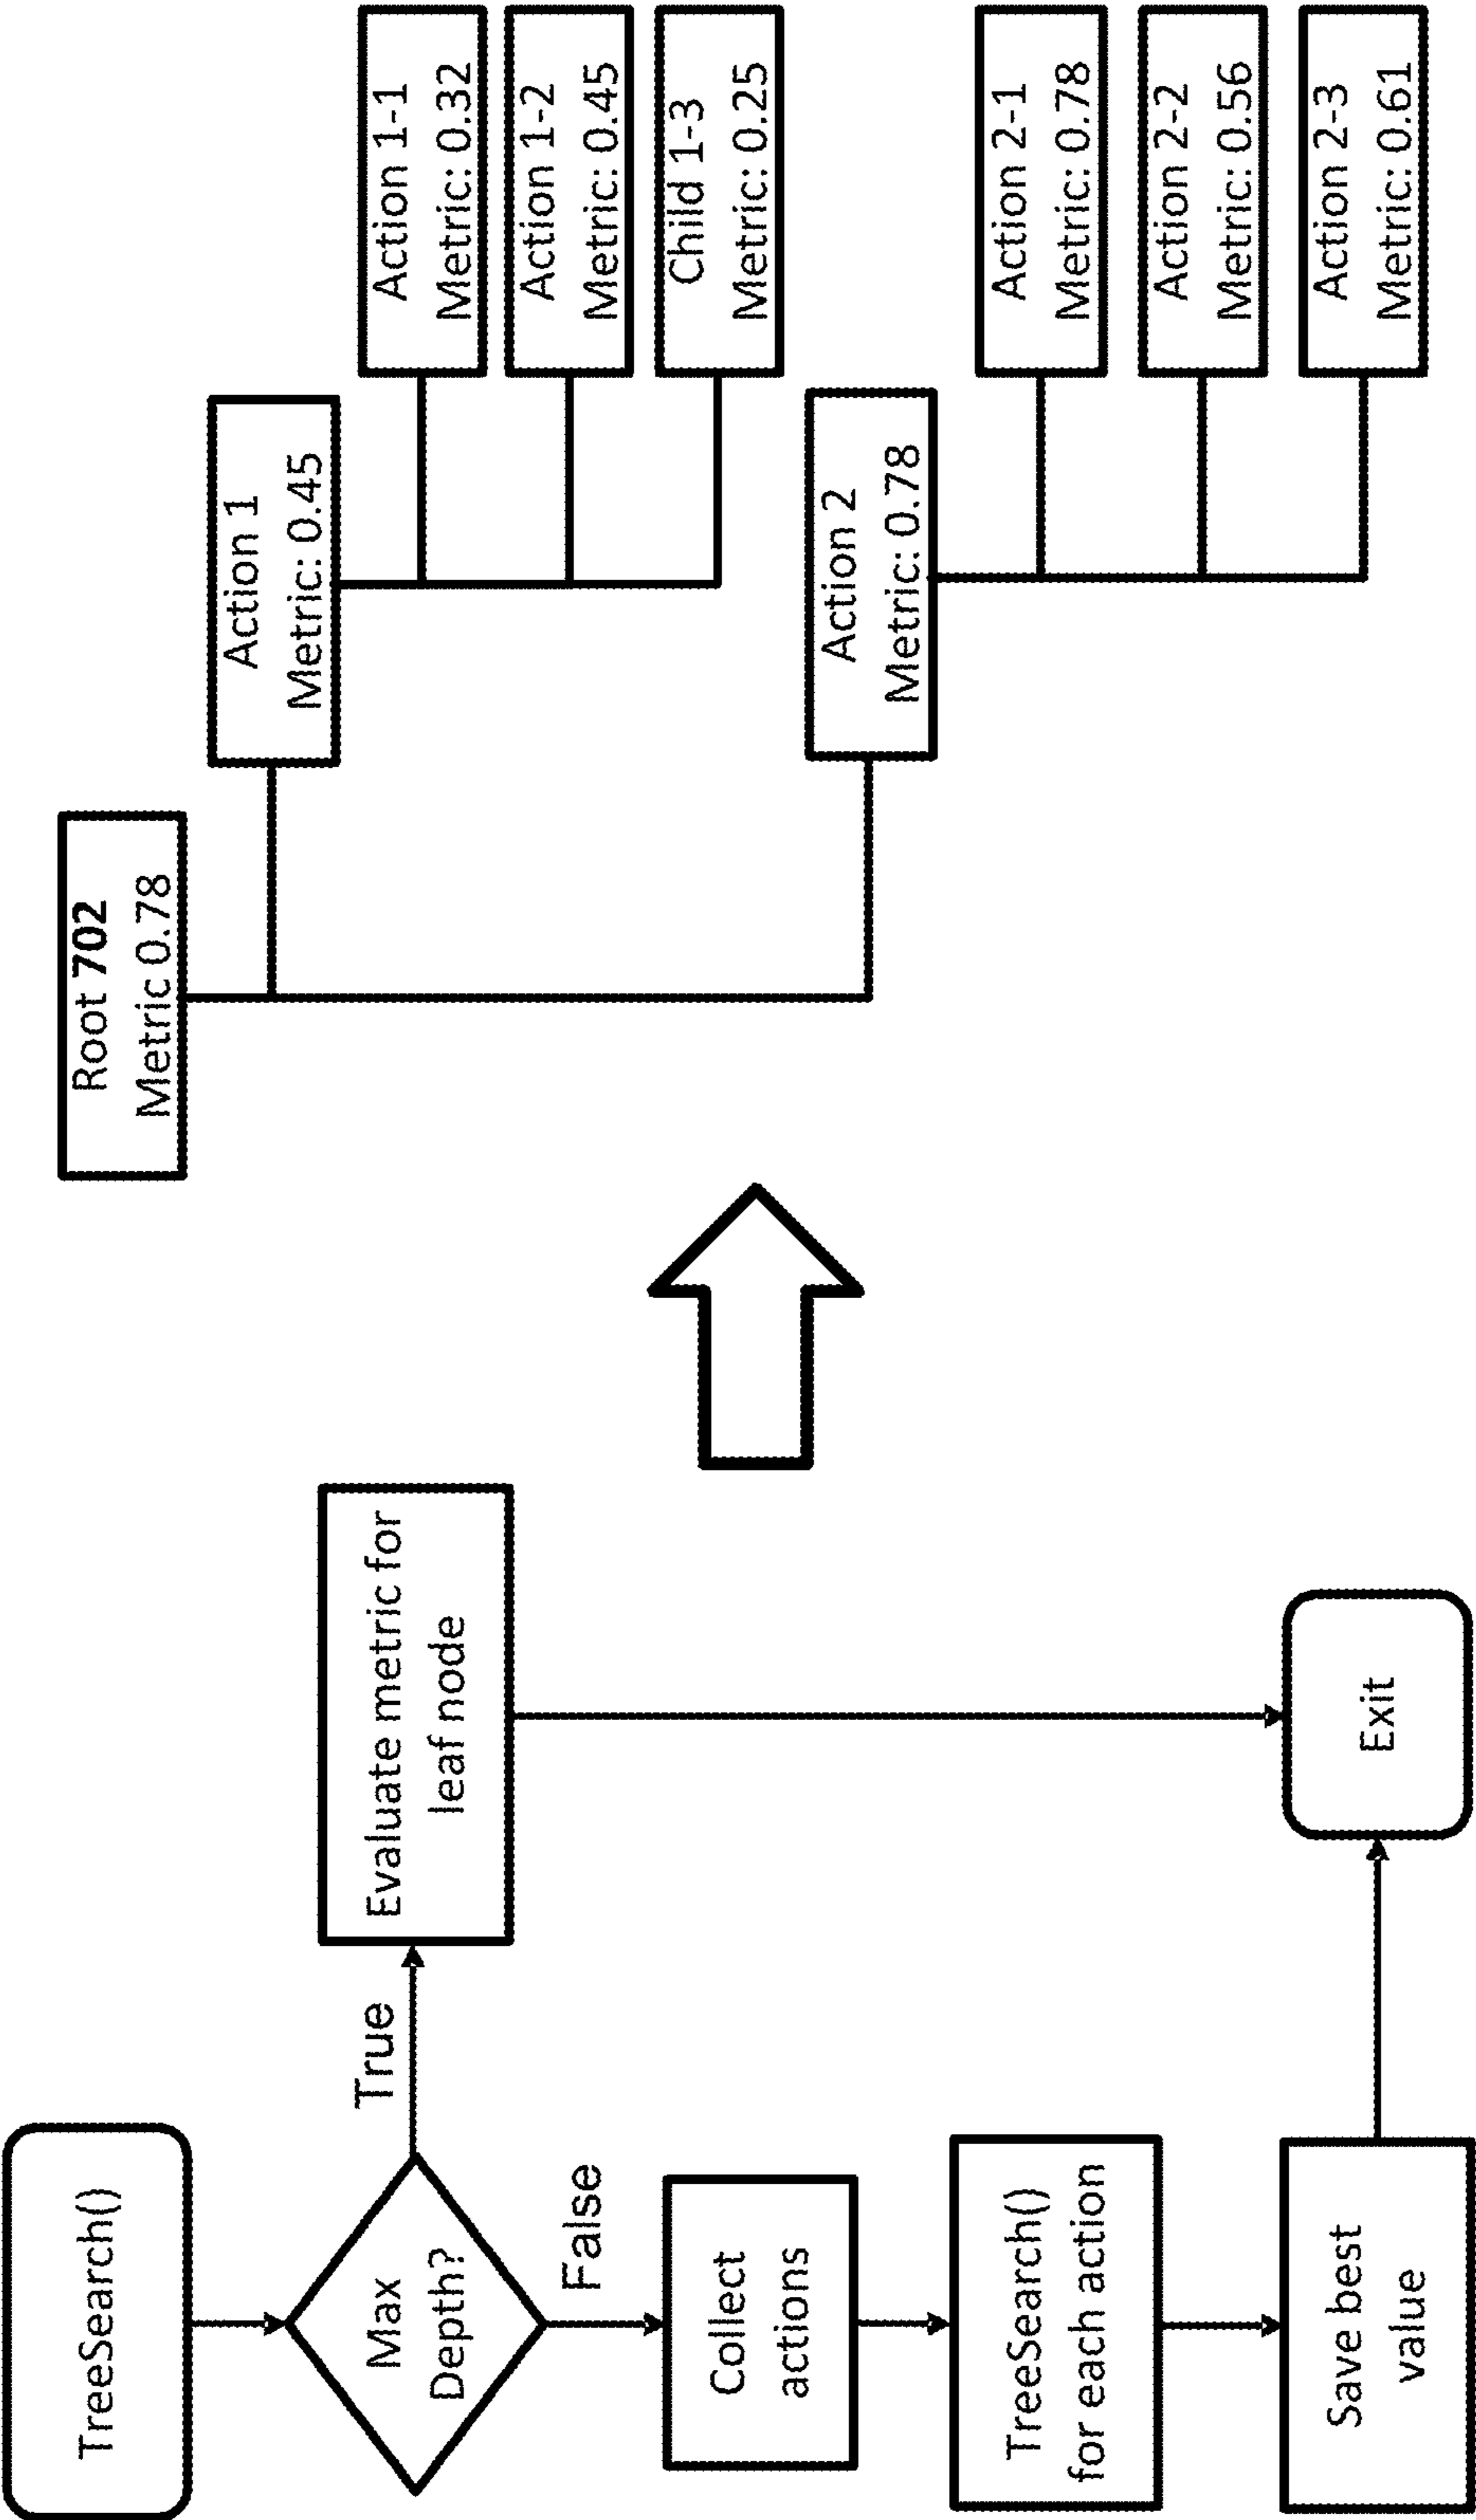 TreeSearch()
Max
Depth?
True
False
Evaluate metric for
leaf node
Collect
actions
TreeSearch()
for each action
Save best
value
Exit
Root 702
Metric 0.78
Action 1
Metric: 0.45
Action 1-1
Metric: 0.32
Action 1-2
Metric: 0.45
Child 1-3
Metric: 0.25
Action 2
Metric: 0.78
Action 2-1
Metric: 0.78
Action 2-2
Metric: 0.56
Action 2-3
Metric: 0.61